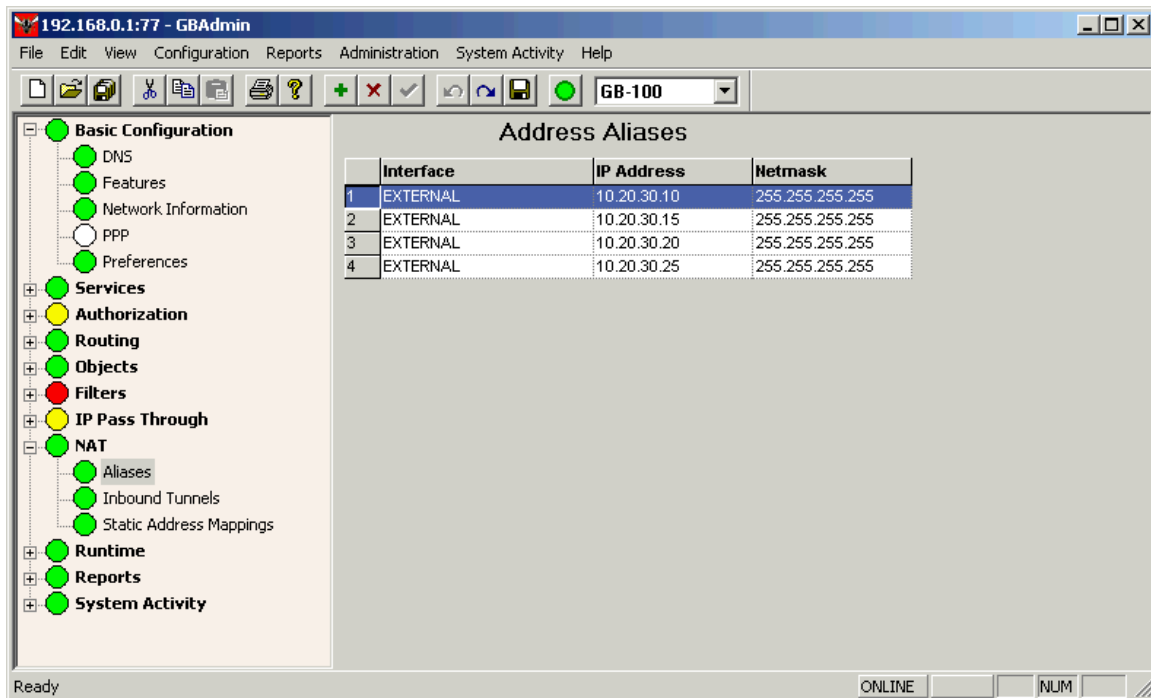 192.168.0.1:77 - GBAdmin
File Edit View Configuration Reports Administration System Activity Help
GB-100
Basic Configuration
DNS
Features
Network Information
PPP
Preferences
Services
Authorization
Routing
Objects
Filters
IP Pass Through
NAT
Aliases
Inbound Tunnels
Static Address Mappings
Runtime
Reports
System Activity
Address Aliases
Interface IP Address Netmask
1 EXTERNAL 10.20.30.10 255.255.255.255
2 EXTERNAL 10.20.30.15 255.255.255.255
3 EXTERNAL 10.20.30.20 255.255.255.255
4 EXTERNAL 10.20.30.25 255.255.255.255
Ready ONLINE NUM